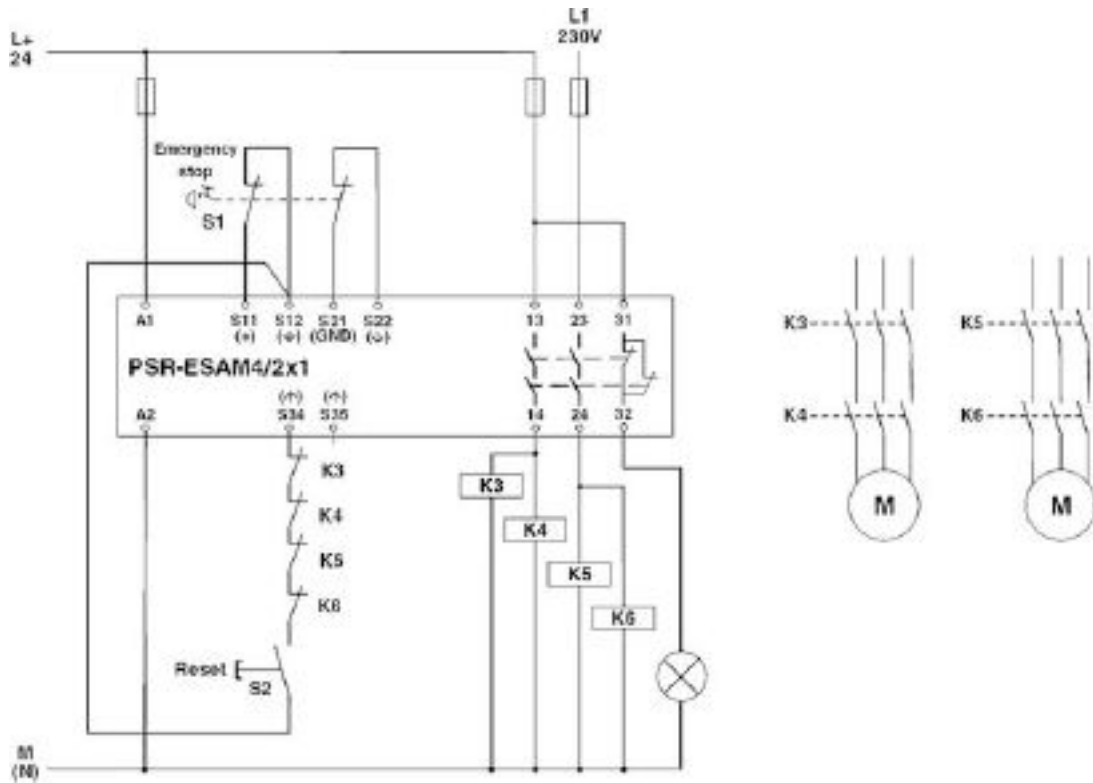 L+
24
L1
230V
Emergency
stop
S1
A1
S11
(+)
S12
S21
(GND)
S22
13
23
31
PSR-ESAM4/2x1
A2
S34
S35
14
24
32
K3
K4
K5
K6
Reset
S2
K3
K4
K5
K6
M
(N)
K3
K4
M
K5
K6
M